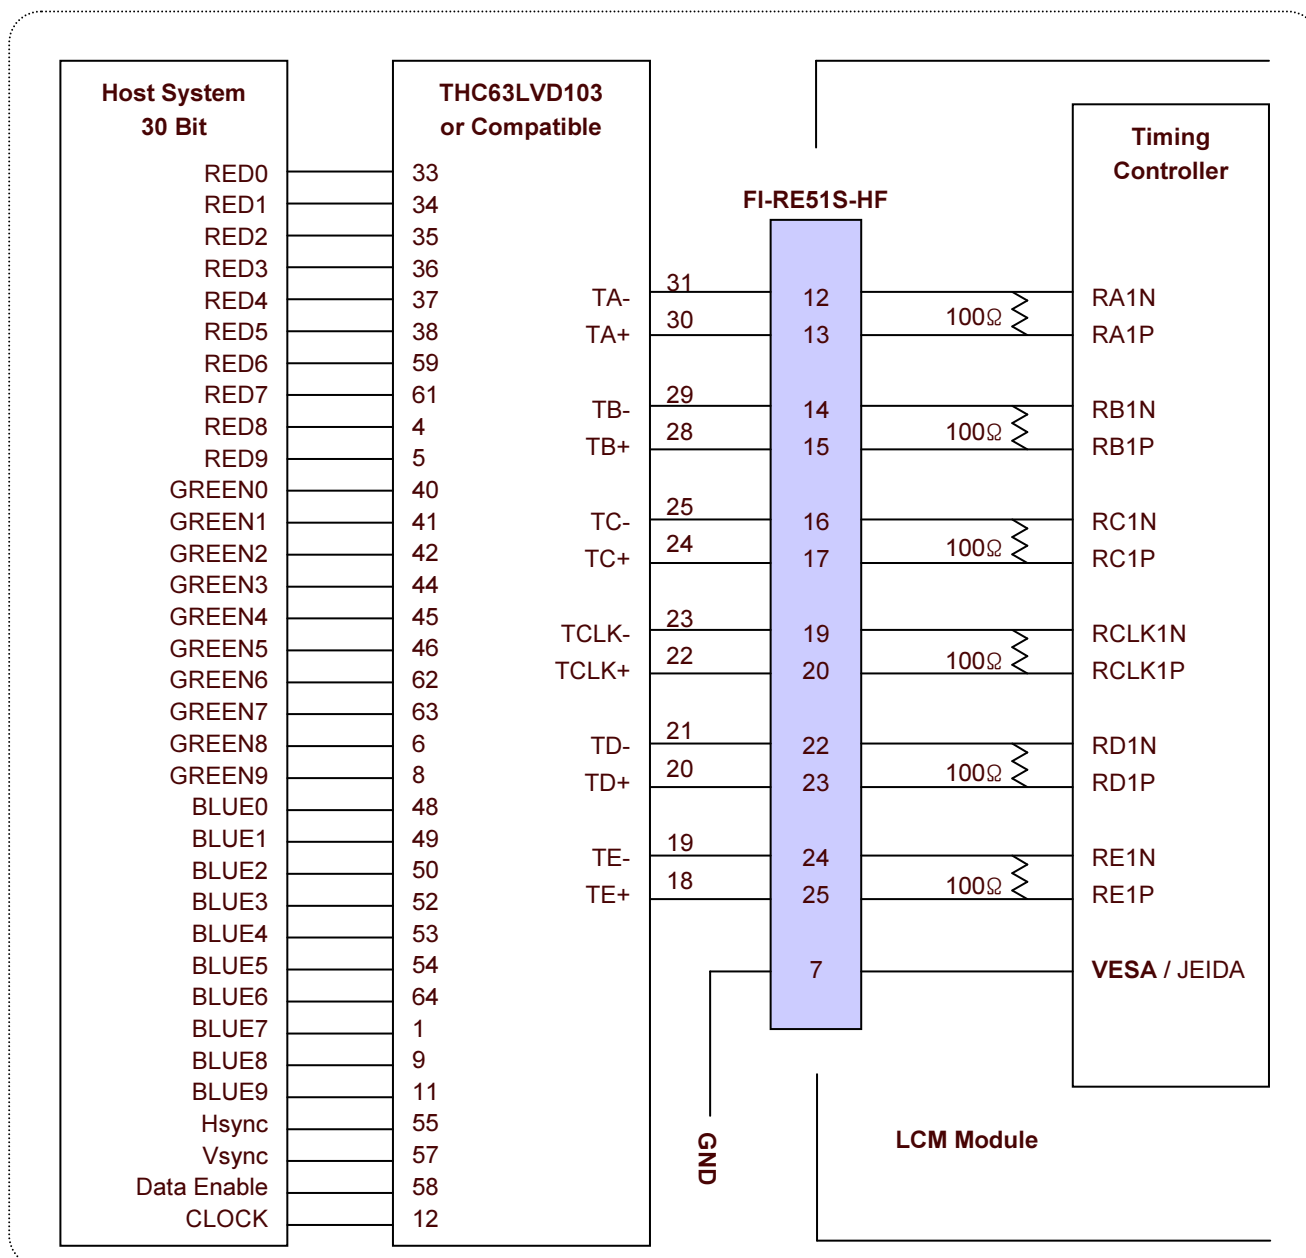 Host System
30 Bit
THC63LVD103
or Compatible
Timing
Controller
FI-RE51S-HF
RED0 33
RED1 34
RED2 35
RED3 36
RED4 37
RED5 38
RED6 59
RED7 61
RED8 4
RED9 5
GREEN0 40
GREEN1 41
GREEN2 42
GREEN3 44
GREEN4 45
GREEN5 46
GREEN6 62
GREEN7 63
GREEN8 6
GREEN9 8
BLUE0 48
BLUE1 49
BLUE2 50
BLUE3 52
BLUE4 53
BLUE5 54
BLUE6 64
BLUE7 1
BLUE8 9
BLUE9 11
Hsync 55
Vsync 57
Data Enable 58
CLOCK 12
TA- 31 12 RA1N
100Ω
TA+ 30 13 RA1P
TB- 29 14 RB1N
100Ω
TB+ 28 15 RB1P
TC- 25 16 RC1N
100Ω
TC+ 24 17 RC1P
TCLK- 23 19 RCLK1N
100Ω
TCLK+ 22 20 RCLK1P
TD- 21 22 RD1N
100Ω
TD+ 20 23 RD1P
TE- 19 24 RE1N
100Ω
TE+ 18 25 RE1P
7 VESA / JEIDA
GND
LCM Module